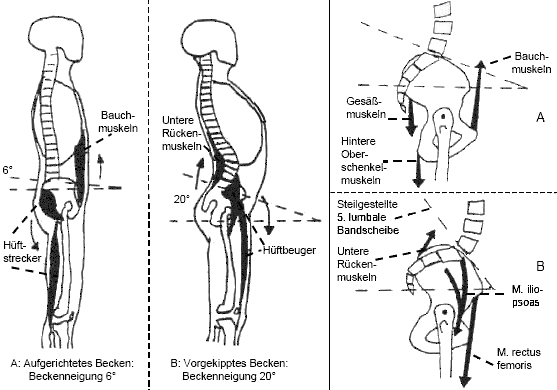 Bauch-
muskeln
6°
Hüft-
strecker
A: Aufgerichtetes Becken:
Beckenneigung 6°
Untere
Rücken-
muskeln
20°
Hüftbeuger
B: Vorgekipptes Becken:
Beckenneigung 20°
Bauch-
muskeln
Gesäß-
muskeln
A
Hintere
Ober-
schenkel-
muskeln
Steilgestellte
5. lumbale
Bandscheibe
Untere
Rücken-
muskeln
B
M. ilio-
psoas
M. rectus
femoris